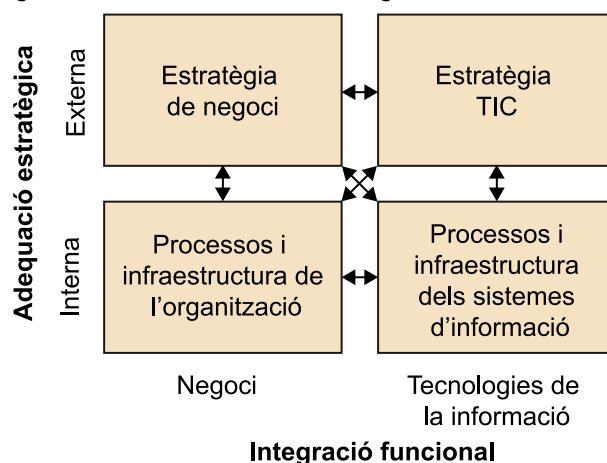 Adequació estratègica
Externa
Estratègia
de negoci
Estratègia
TIC
Interna
Processos i
infraestructura de
l'organització
Processos i
infraestructura
dels sistemes
d'informació
Negoci
Tecnologies de
la informació
Integració funcional